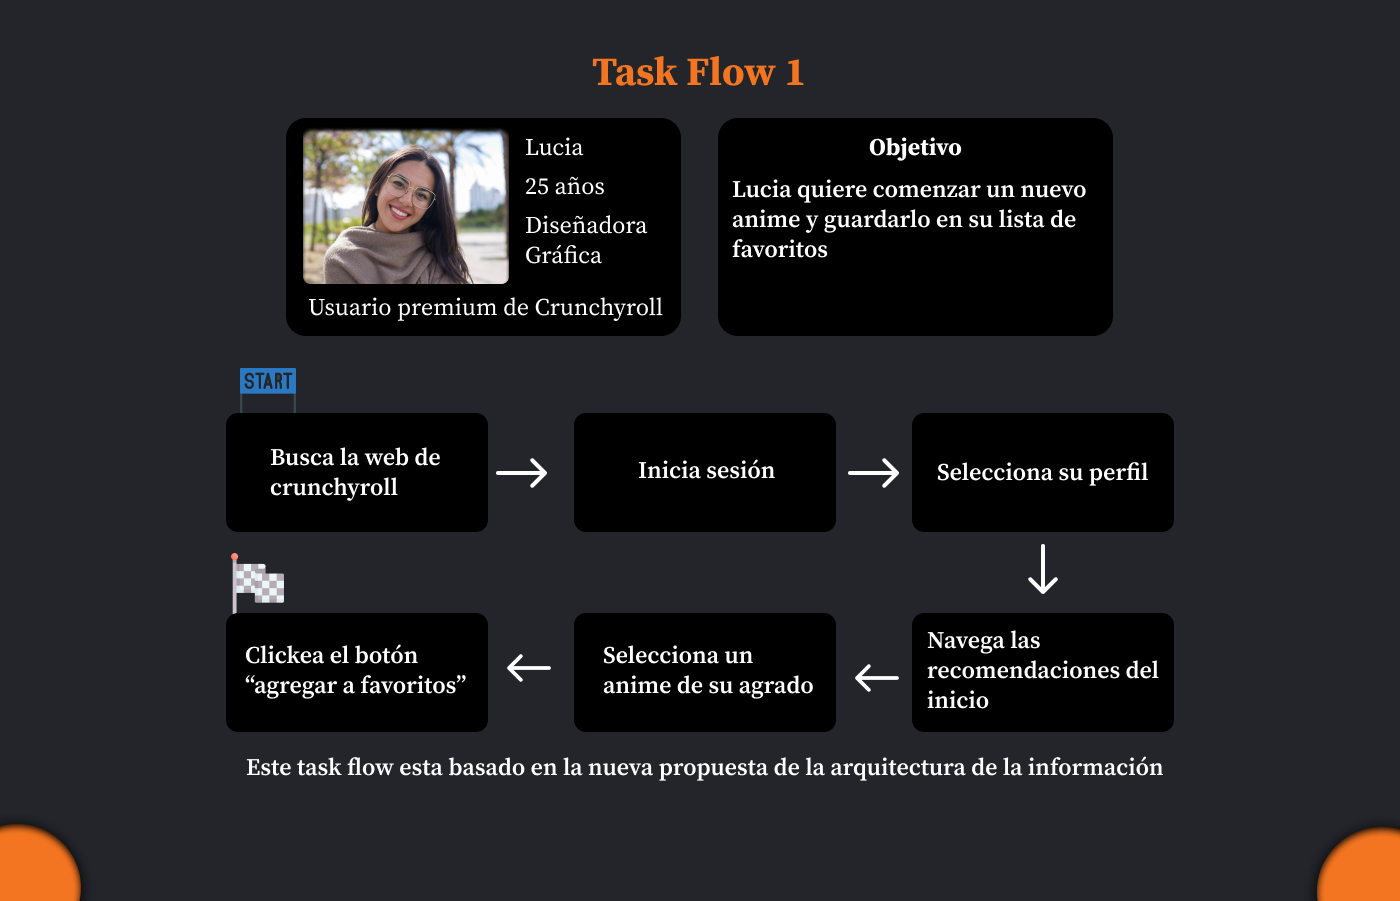 Task Flow 1
Lucia
25 años
Diseñadora
Gráfica
Usuario premium de Crunchyroll
Objetivo
Lucia quiere comenzar un nuevo
anime y guardarlo en su lista de
favoritos
START
Busca la web de
crunchyroll
Inicia sesión
Selecciona su perfil
Navega las
recomendaciones del
inicio
Selecciona un
anime de su agrado
Clickea el botón
“agregar a favoritos”
Este task flow esta basado en la nueva propuesta de la arquitectura de la información